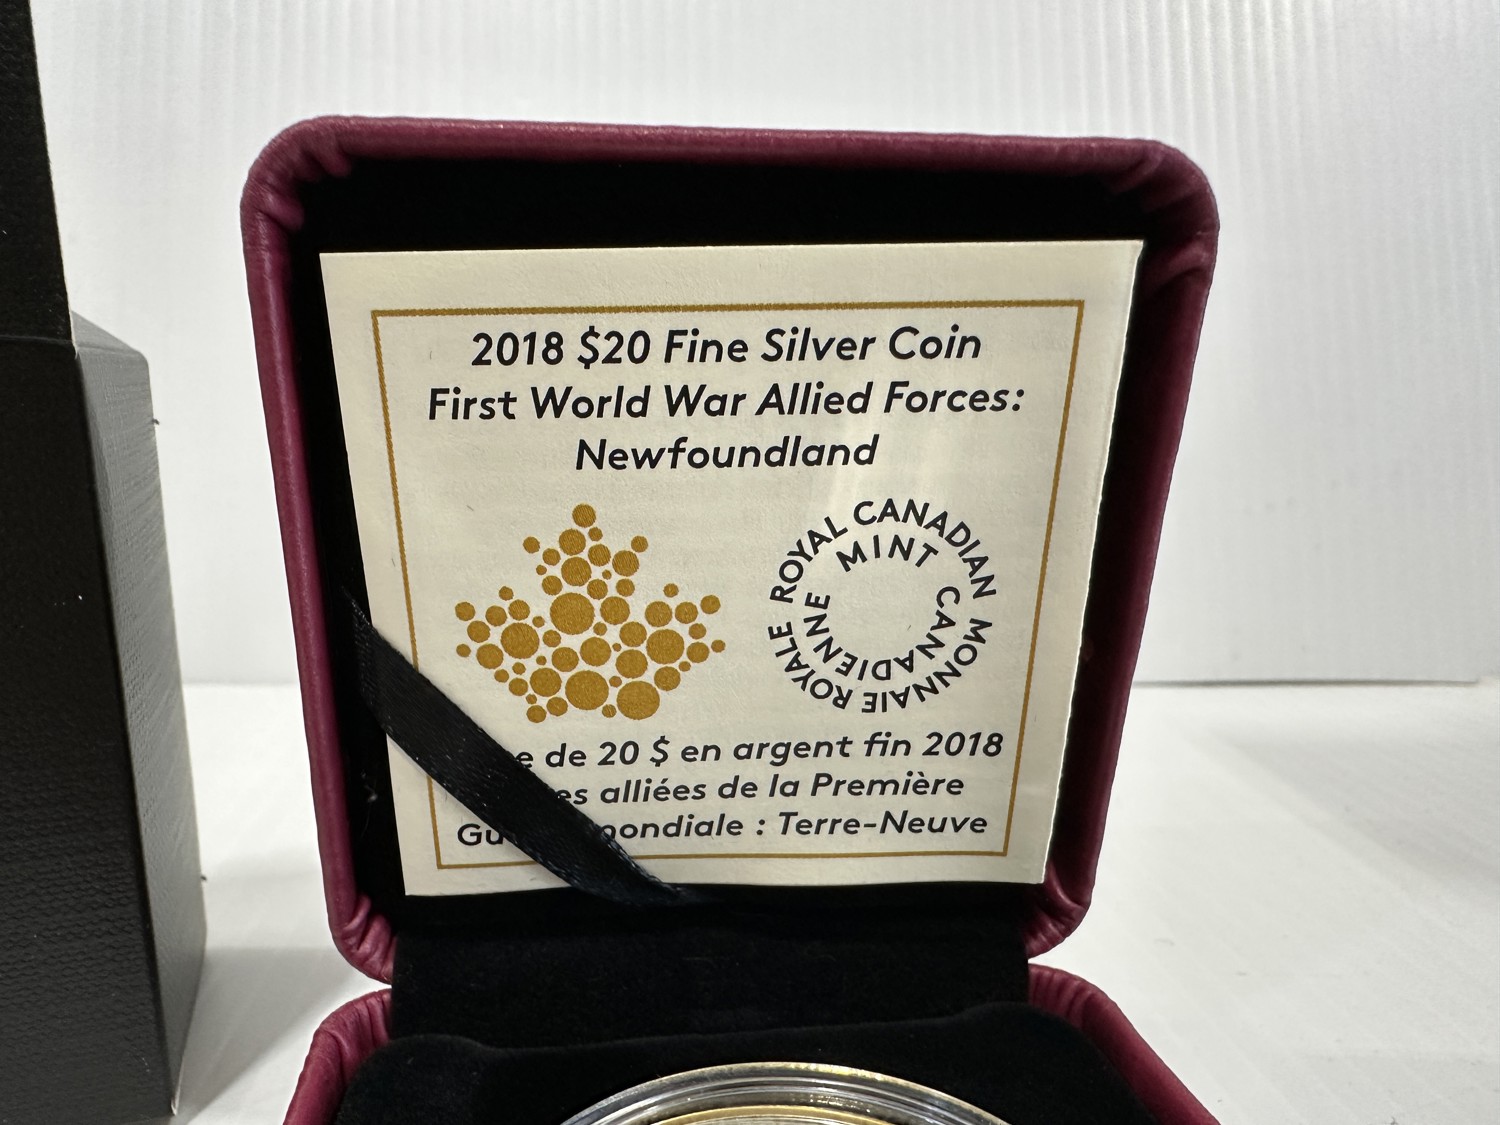 2018 $20 Fine Silver Coin
First World War Allied Forces:
Newfoundland
ROYAL CANADIAN
MINT
MONNAIE ROYALE
CANADIENNE
de 20 $ en argent fin 2018
alliées de la Première
: Terre-Neuve